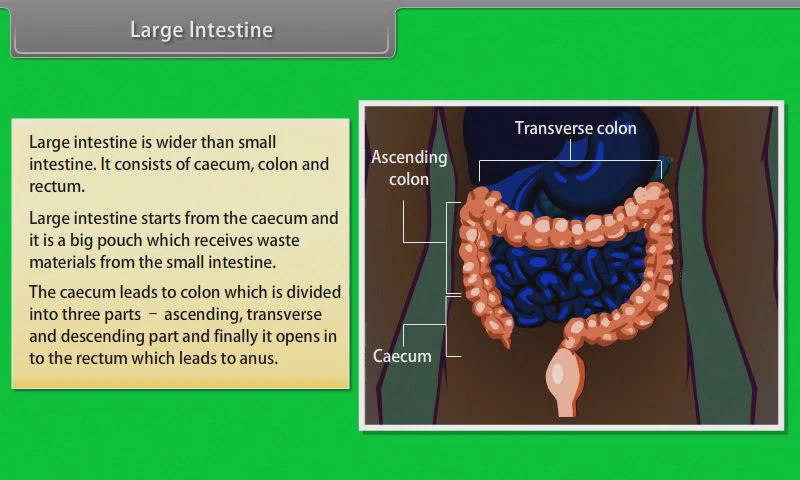 Large Intestine
Large intestine is wider than small
intestine. It consists of caecum, colon and
rectum.
Large intestine starts from the caecum and
it is a big pouch which receives waste
materials from the small intestine.
The caecum leads to colon which is divided
into three parts – ascending, transverse
and descending part and finally it opens in
to the rectum which leads to anus.
Transverse colon
Ascending
colon
Caecum